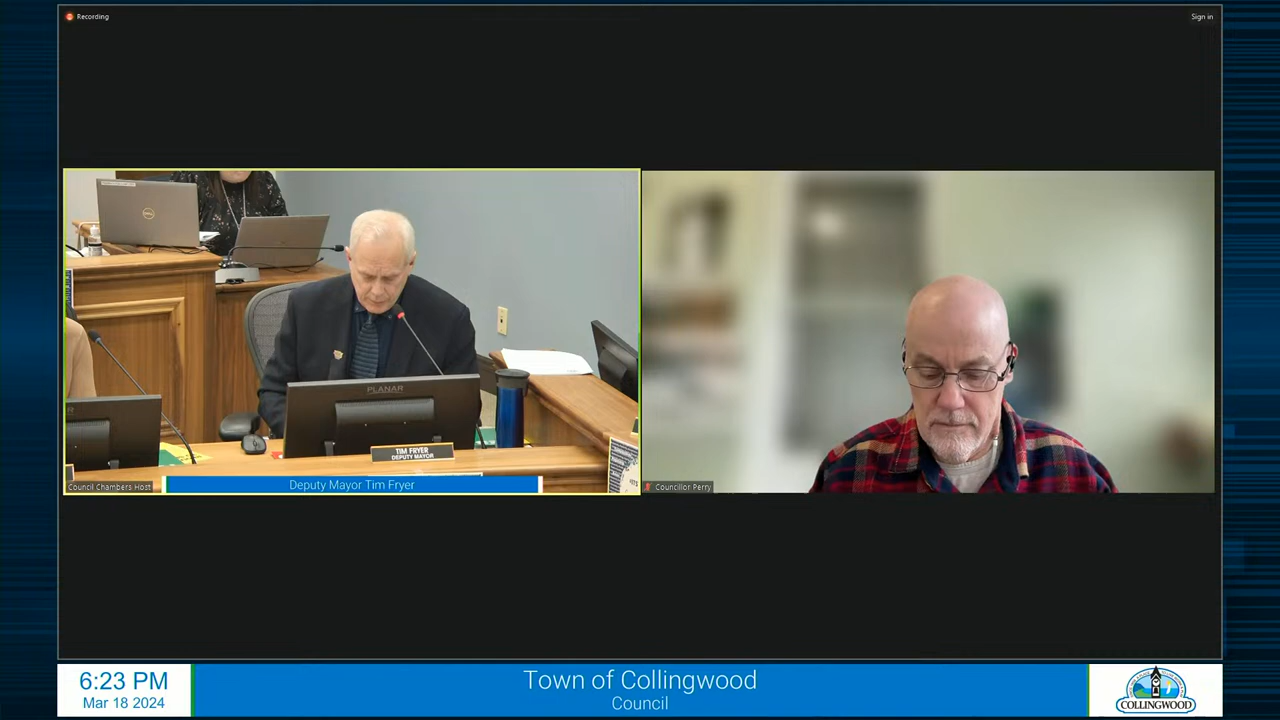 Recording
Sign in
DELL
PLANAR
TIM FRYER
DEPUTY MAYOR
Council Chambers Host
Deputy Mayor Tim Fryer
Councillor Perry
6:23 PM
Mar 18 2024
Town of Collingwood
Council
COLLINGWOOD